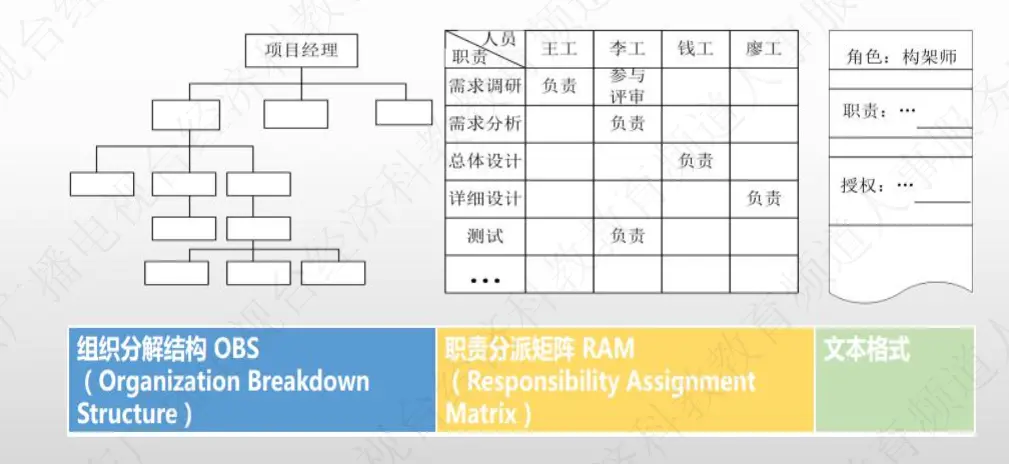 项目经理
人员
职责
王工 李工 钱工 廖工
需求调研 负责 参与
评审
需求分析 负责
总体设计 负责
详细设计 负责
测试 负责
•••
角色：构架师
职责：…
授权：…
组织分解结构 OBS
（Organization Breakdown
Structure）
职责分派矩阵 RAM
（Responsibility Assignment
Matrix）
文本格式